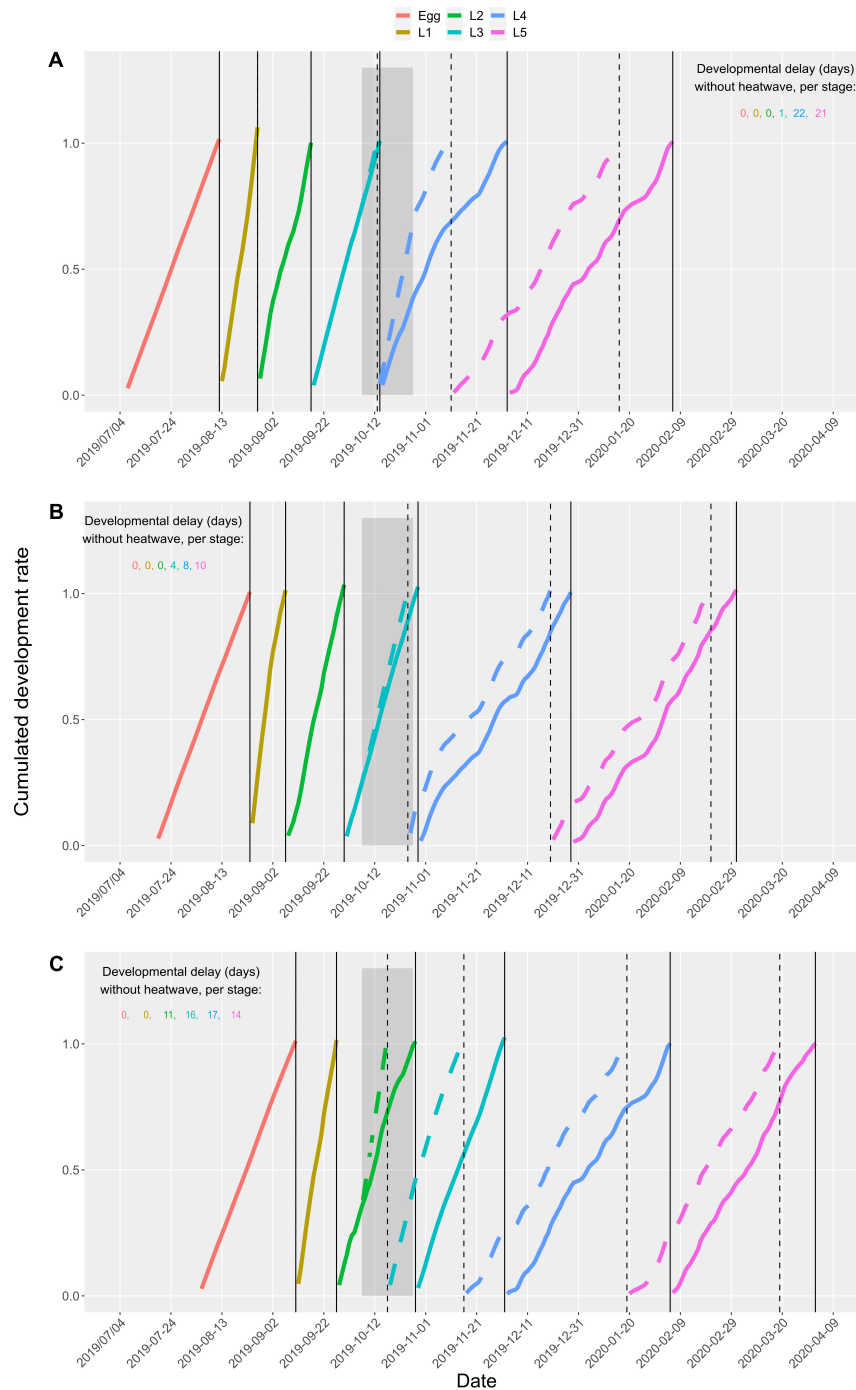 Egg L2 L4
L1 L3 L5
A
Developmental delay (days)
without heatwave, per stage:
0, 0, 0, 1, 22, 21
1.0
0.5
0.0
2019/07/04 2019-07-24 2019-08-13 2019-09-02 2019-09-22 2019-10-12 2019-11-01 2019-11-21 2019-12-11 2019-12-31 2020-01-20 2020-02-09 2020-02-29 2020-03-20 2020-04-09
B
Developmental delay (days)
without heatwave, per stage:
0, 0, 0, 4, 8, 10
1.0
0.5
0.0
2019/07/04 2019-07-24 2019-08-13 2019-09-02 2019-09-22 2019-10-12 2019-11-01 2019-11-21 2019-12-11 2019-12-31 2020-01-20 2020-02-09 2020-02-29 2020-03-20 2020-04-09
Cumulated development rate
C
Developmental delay (days)
without heatwave, per stage:
0, 0, 11, 16, 17, 14
1.0
0.5
0.0
2019/07/04 2019-07-24 2019-08-13 2019-09-02 2019-09-22 2019-10-12 2019-11-01 2019-11-21 2019-12-11 2019-12-31 2020-01-20 2020-02-09 2020-02-29 2020-03-20 2020-04-09
Date